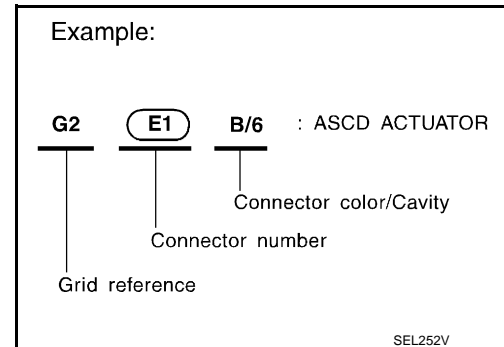 Example:
G2 E1 B/6 : ASCD ACTUATOR
Connector color/Cavity
Connector number
Grid reference
SEL252V